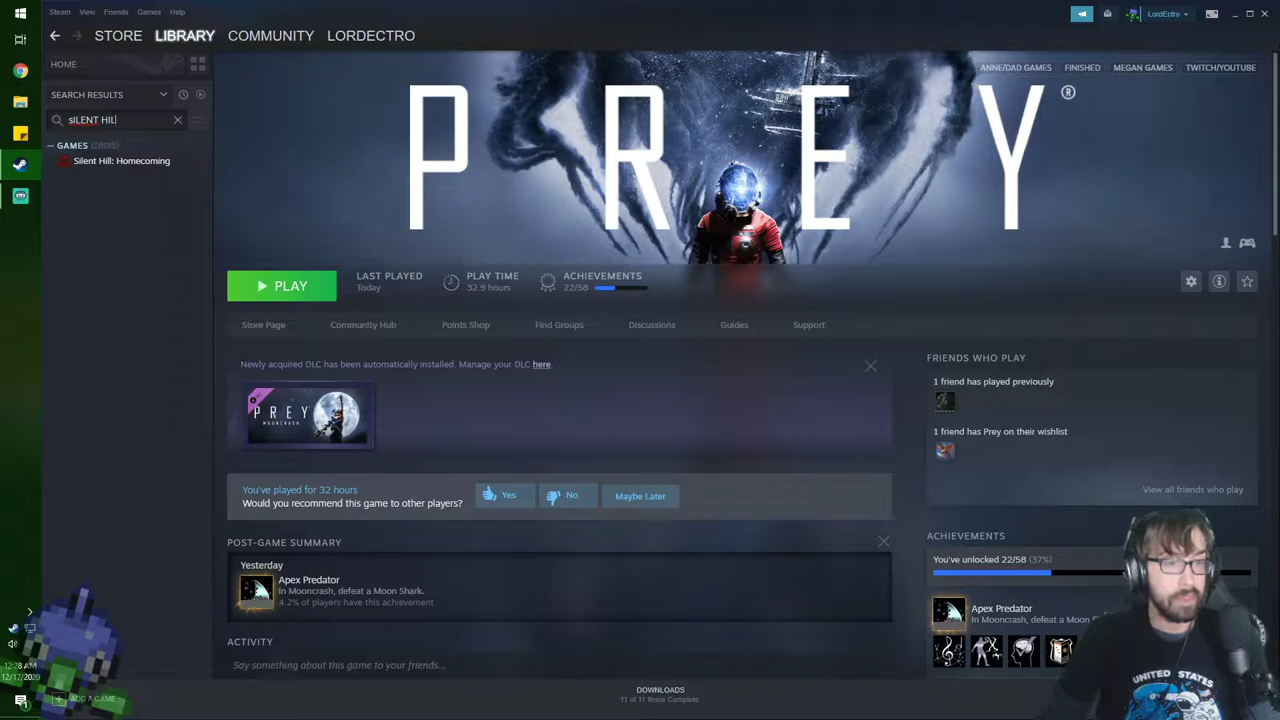 Steam View Friends Games Help
LordEctro
STORE LIBRARY COMMUNITY LORDECTRO
HOME
ANNE/DAD GAMES FINISHED MEGAN GAMES TWITCH/YOUTUBE
SEARCH RESULTS
sILENT HIL
PREY ®
GAMES
Silent Hill: Homecoming
PLAY
LAST PLAYED
Today
PLAY TIME
32.9 hours
ACHIEVEMENTS
22/58
Store Page Community Hub Points Shop Find Groups Discussions Guides Support
Newly acquired DLC has been automatically installed. Manage your DLC here.
PREY
MOONCRASH
FRIENDS WHO PLAY
1 friend has played previously
1 friend has Prey on their wishlist
View all friends who play
You've played for 32 hours
Would you recommend this game to other players?
Yes No Maybe Later
POST-GAME SUMMARY
Yesterday
Apex Predator
In Mooncrash, defeat a Moon Shark.
4.2% of players have this achievement
ACHIEVEMENTS
You've unlocked 22/58 (37%)
Apex Predator
In Mooncrash, defeat a Moon
ACTIVITY
Say something about this game to your friends...
12:28 AM
12/17/2020
ADD A GAME
DOWNLOADS
11 of 11 Items Complete
UNITED STATES